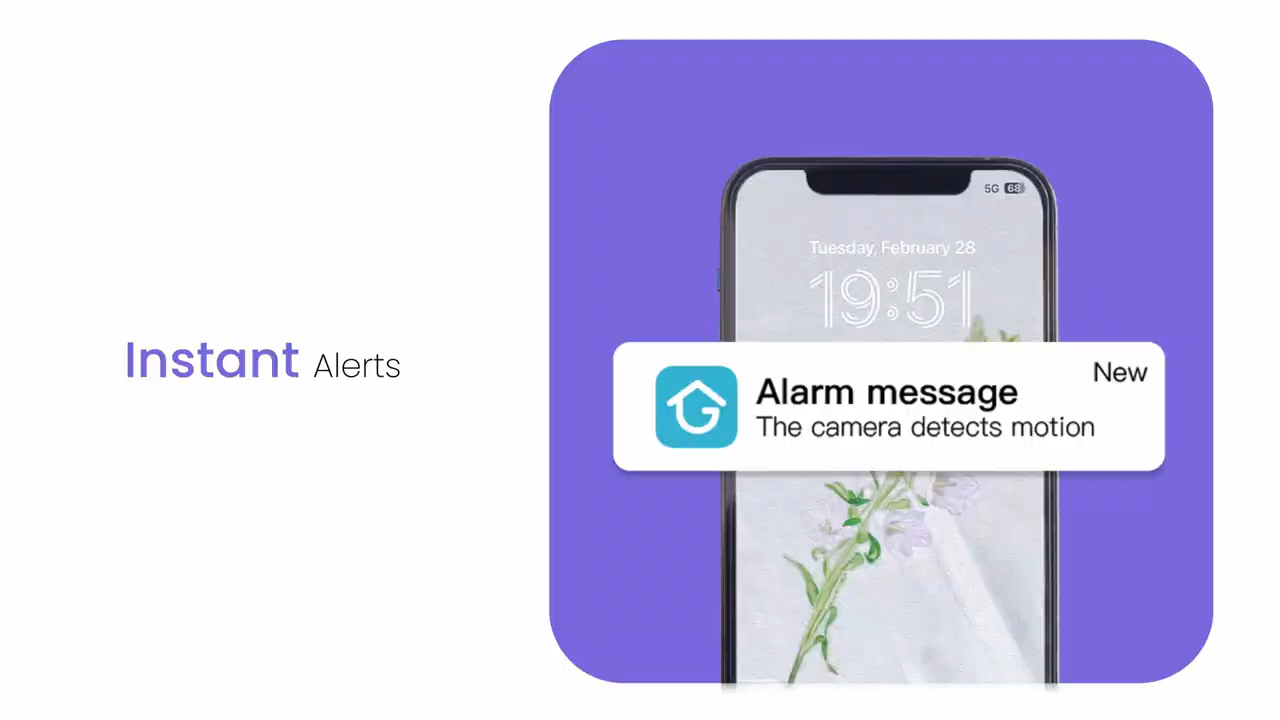 Instant Alerts
5G 68
Tuesday, February 28
19:51
New
Alarm message
The camera detects motion